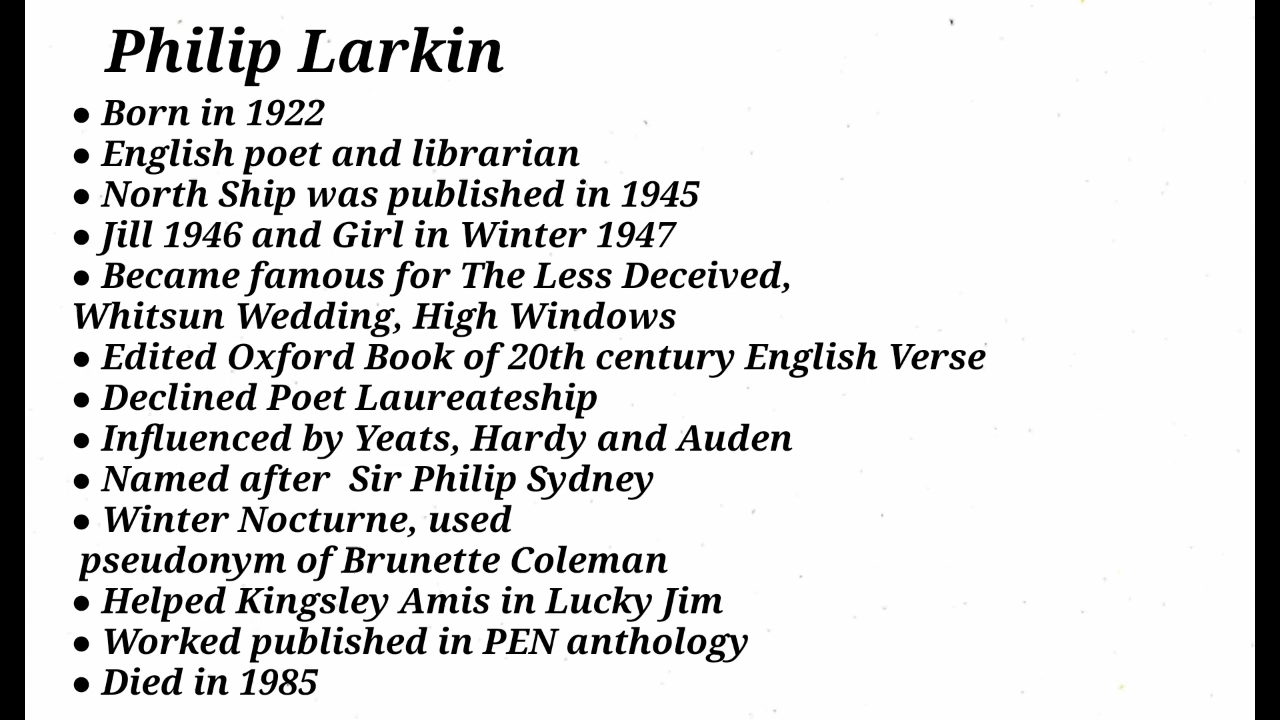 Philip Larkin
● Born in 1922
● English poet and librarian
● North Ship was published in 1945
● Jill 1946 and Girl in Winter 1947
● Became famous for The Less Deceived,
Whitsun Wedding, High Windows
● Edited Oxford Book of 20th century English Verse
● Declined Poet Laureateship
● Influenced by Yeats, Hardy and Auden
● Named after  Sir Philip Sydney
● Winter Nocturne, used
pseudonym of Brunette Coleman
● Helped Kingsley Amis in Lucky Jim
● Worked published in PEN anthology
● Died in 1985